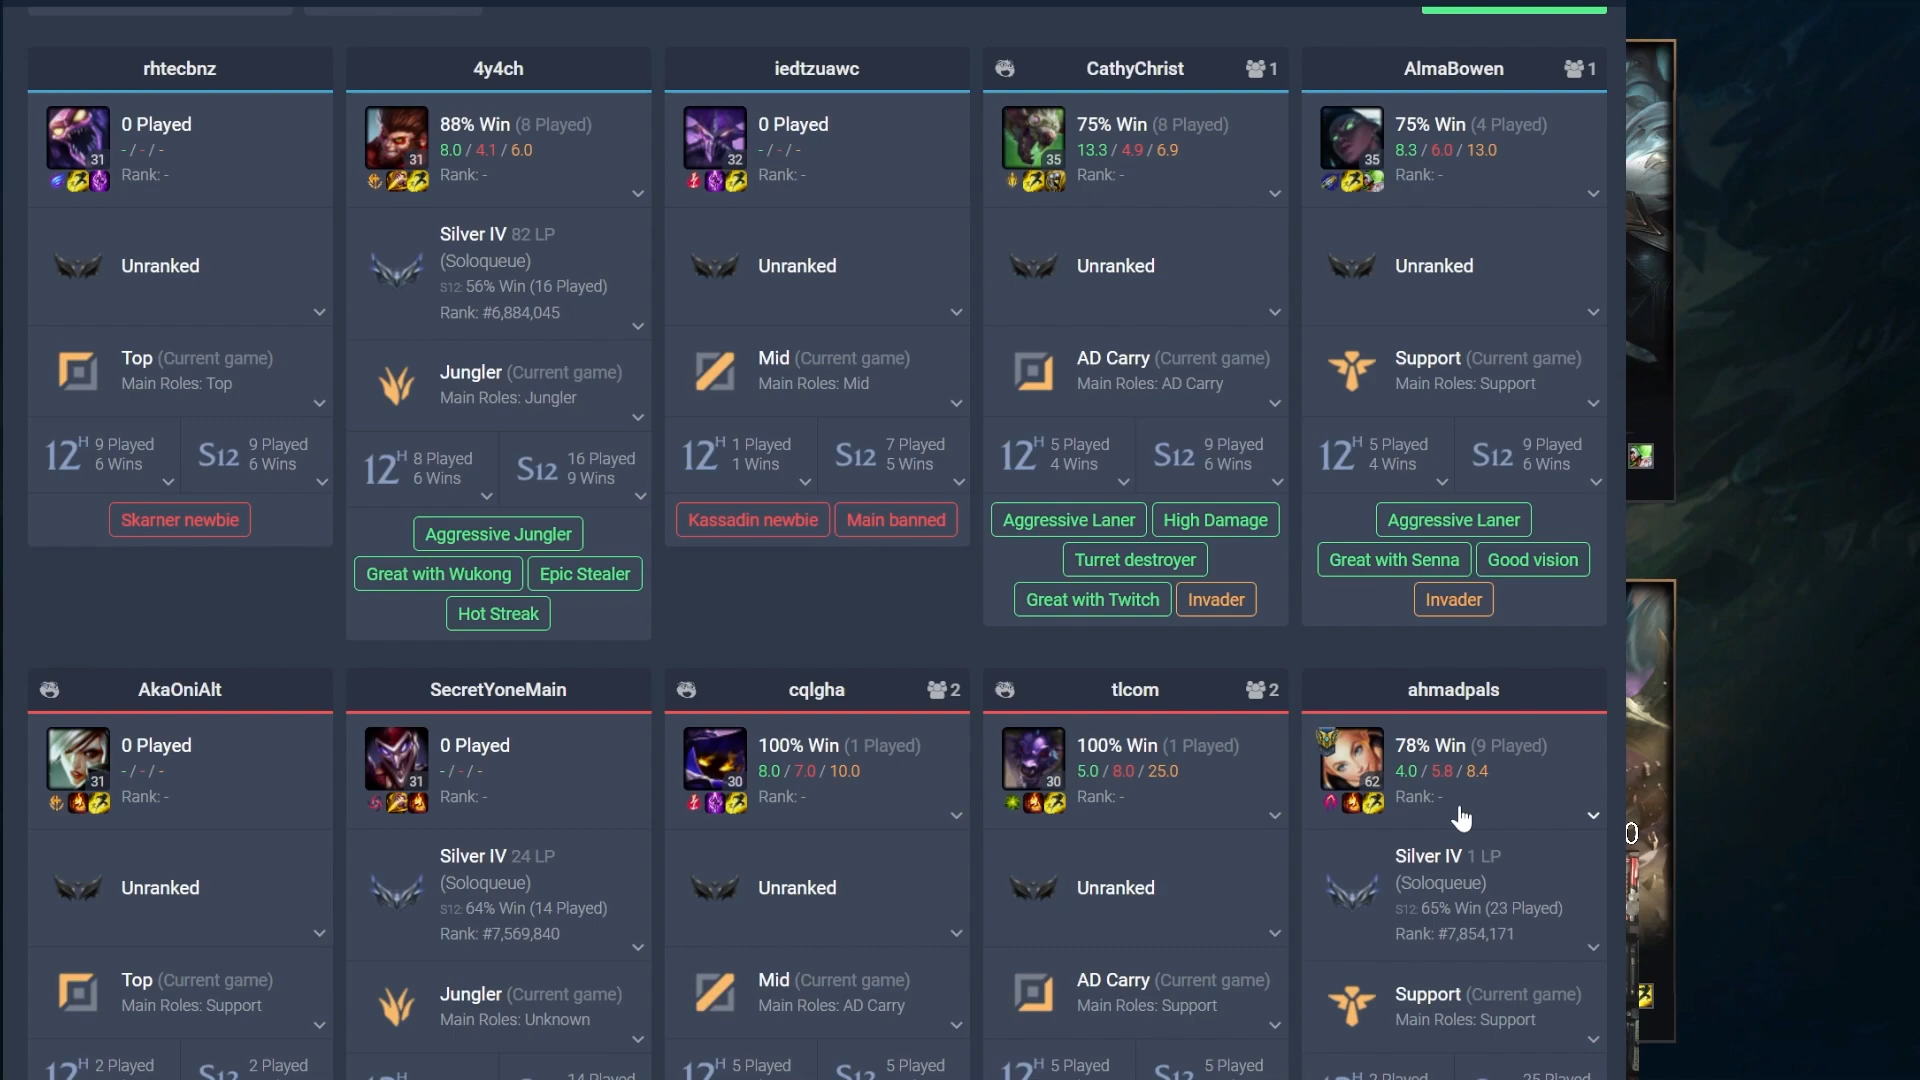 rhtecbnz
31
0 Played
- / - / -
Rank: -
Unranked
Top (Current game)
Main Roles: Top
12H 9 Played
6 Wins
S12 9 Played
6 Wins
Skarner newbie
4y4ch
31
88% Win (8 Played)
8.0 / 4.1 / 6.0
Rank: -
Silver IV 82 LP
(Soloqueue)
S12: 56% Win (16 Played)
Rank: #6,884,045
Jungler (Current game)
Main Roles: Jungler
12H 8 Played
6 Wins
S12 16 Played
9 Wins
Aggressive Jungler
Great with Wukong
Epic Stealer
Hot Streak
iedtzuawc
32
0 Played
- / - / -
Rank: -
Unranked
Mid (Current game)
Main Roles: Mid
12H 1 Played
1 Wins
S12 7 Played
5 Wins
Kassadin newbie
Main banned
CathyChrist 1
35
75% Win (8 Played)
13.3 / 4.9 / 6.9
Rank: -
Unranked
AD Carry (Current game)
Main Roles: AD Carry
12H 5 Played
4 Wins
S12 9 Played
6 Wins
Aggressive Laner
High Damage
Turret destroyer
Great with Twitch
Invader
AlmaBowen 1
35
75% Win (4 Played)
8.3 / 6.0 / 13.0
Rank: -
Unranked
Support (Current game)
Main Roles: Support
12H 5 Played
4 Wins
S12 9 Played
6 Wins
Aggressive Laner
Great with Senna
Good vision
Invader
AkaOniAlt
31
0 Played
- / - / -
Rank: -
Unranked
Top (Current game)
Main Roles: Support
12H 2 Played
S12 2 Played
SecretYoneMain
31
0 Played
- / - / -
Rank: -
Silver IV 24 LP
(Soloqueue)
S12: 64% Win (14 Played)
Rank: #7,569,840
Jungler (Current game)
Main Roles: Unknown
14 Played
cqlgha 2
30
100% Win (1 Played)
8.0 / 7.0 / 10.0
Rank: -
Unranked
Mid (Current game)
Main Roles: AD Carry
12H 5 Played
S12 5 Played
tlcom 2
30
100% Win (1 Played)
5.0 / 8.0 / 25.0
Rank: -
Unranked
AD Carry (Current game)
Main Roles: Support
12H 5 Played
S12 5 Played
ahmadpals
62
78% Win (9 Played)
4.0 / 5.8 / 8.4
Rank: -
Silver IV 1 LP
(Soloqueue)
S12: 65% Win (23 Played)
Rank: #7,854,171
Support (Current game)
Main Roles: Support
2 Played
25 Played